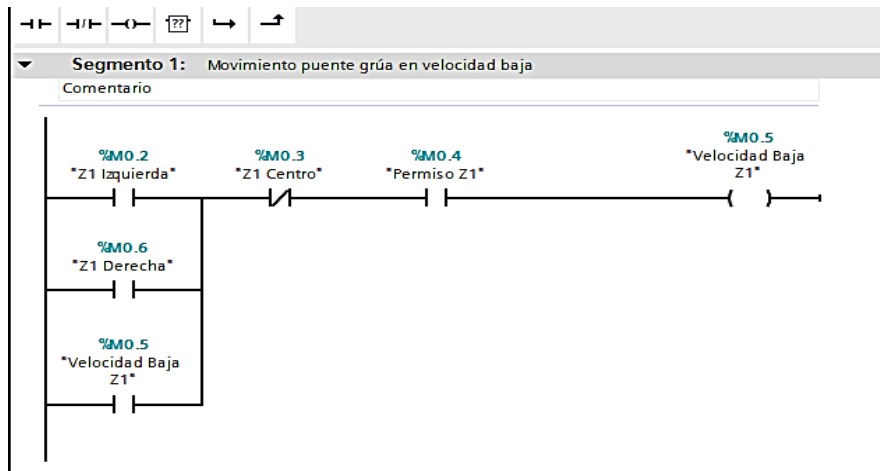 ??
Segmento 1: Movimiento puente grúa en velocidad baja
Comentario
%M0.2
"Z1 Izquierda"
%M0.3
"Z1 Centro"
%M0.4
"Permiso Z1"
%M0.5
"Velocidad Baja
Z1"
%M0.6
"Z1 Derecha"
%M0.5
"Velocidad Baja
Z1"